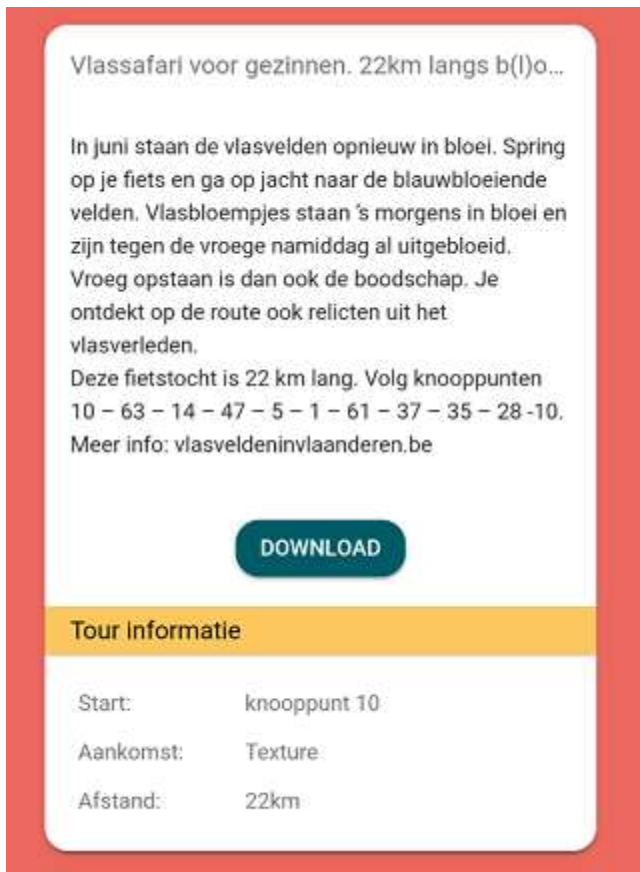 Vlassafari voor gezinnen. 22km langs b(l)o...
In juni staan de vlasvelden opnieuw in bloei. Spring
op je fiets en ga op jacht naar de blauwbloeiende
velden. Vlasbloempjes staan 's morgens in bloei en
zijn tegen de vroege namiddag al uitgebloeid.
Vroeg opstaan is dan ook de boodschap. Je
ontdekt op de route ook relicten uit het
vlasverleden.
Deze fietstocht is 22 km lang. Volg knooppunten
10 – 63 – 14 – 47 – 5 – 1 – 61 – 37 – 35 – 28 -10.
Meer info: vlasveldeninvlaanderen.be
DOWNLOAD
Tour informatie
Start: knooppunt 10
Aankomst: Texture
Afstand: 22km